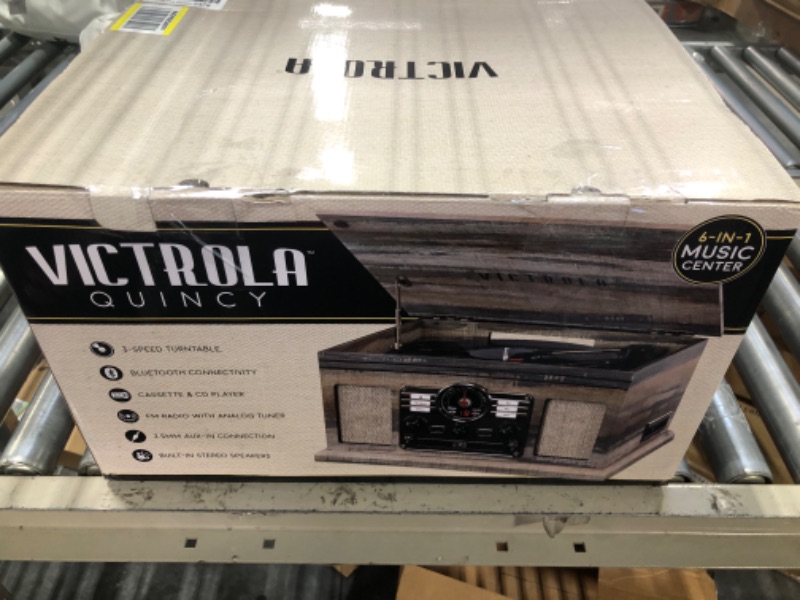 VICTROLA
VICTROLA™
QUINCY
6-IN-1
MUSIC
CENTER
VICTROLA
3-SPEED TURNTABLE
BLUETOOTH CONNECTIVITY
CASSETTE & CD PLAYER
FM RADIO WITH ANALOG TUNER
3.5MM AUX-IN CONNECTION
BUILT-IN STEREO SPEAKERS